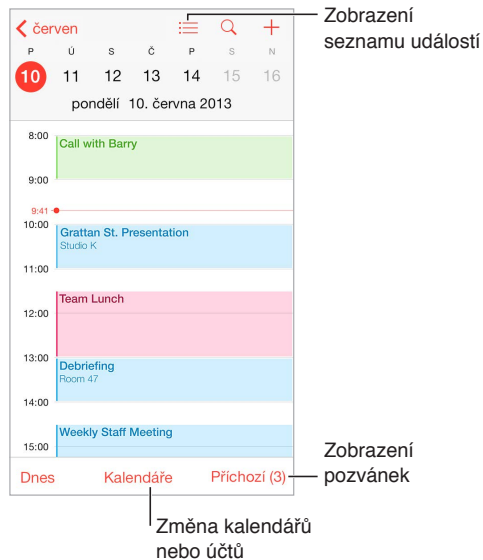 červen
Zobrazení
seznamu událostí
P Ú S Č P S N
10 11 12 13 14 15 16
pondělí 10. června 2013
8:00
Call with Barry
9:00
9:41
10:00
Grattan St. Presentation
Studio K
11:00
Team Lunch
12:00
13:00
Debriefing
Room 47
14:00
Weekly Staff Meeting
15:00
Dnes Kalendáře Příchozí (3)
Zobrazení
pozvánek
Změna kalendářů
nebo účtů